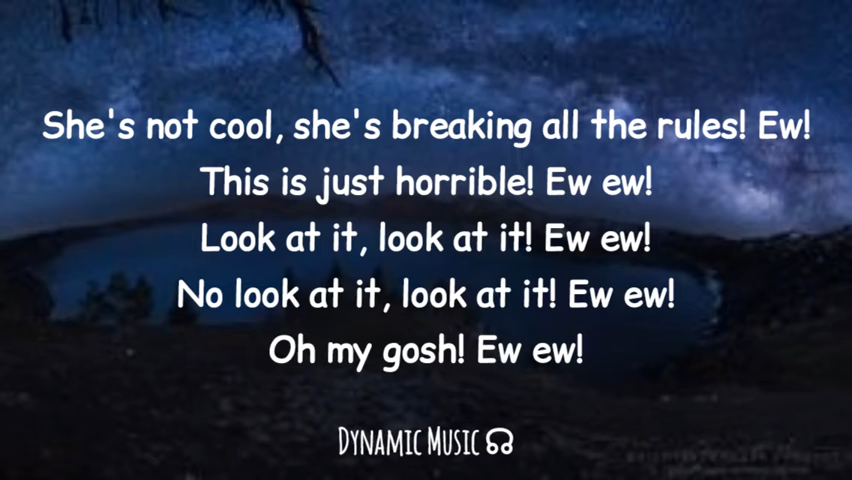 She's not cool, she's breaking all the rules! Ew!
This is just horrible! Ew ew!
Look at it, look at it! Ew ew!
No look at it, look at it! Ew ew!
Oh my gosh! Ew ew!
Dynamic Music